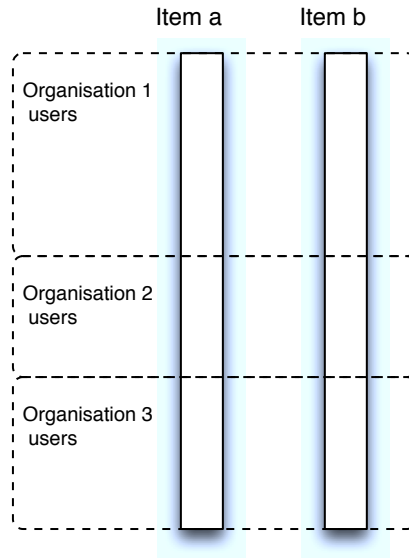 Item a
Item b
Organisation 1
users
Organisation 2
users
Organisation 3
users